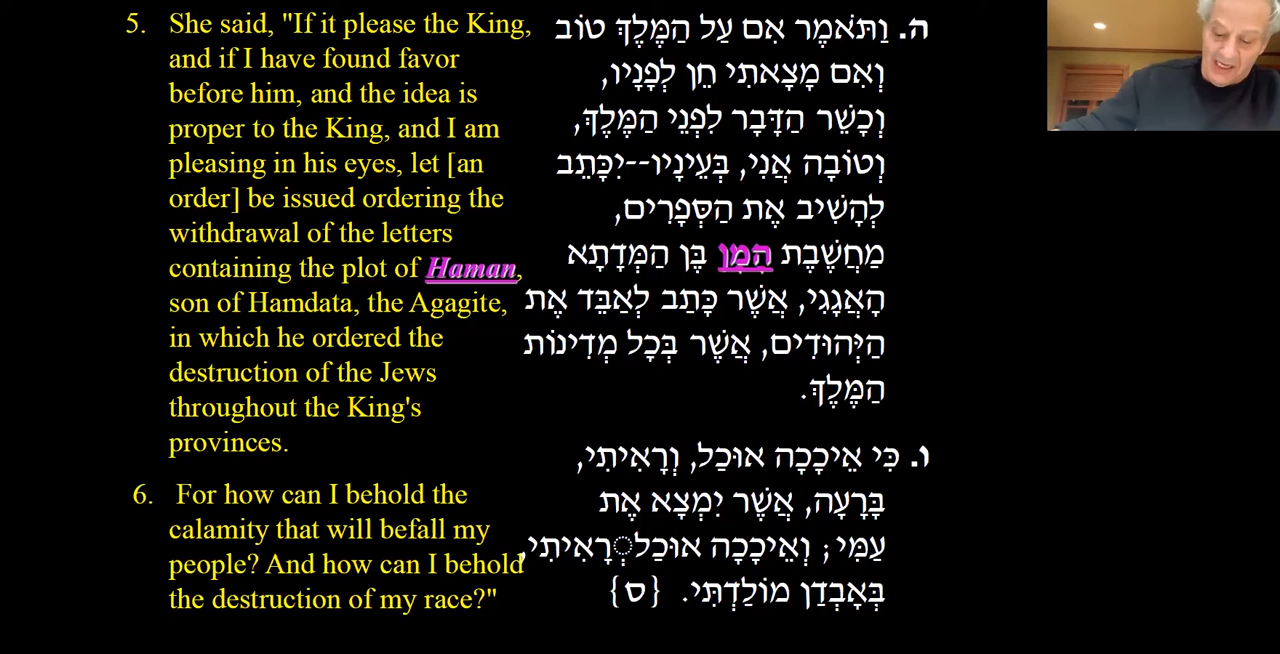 5. She said, "If it please the King,
and if I have found favor
before him, and the idea is
proper to the King, and I am
pleasing in his eyes, let [an
order] be issued ordering the
withdrawal of the letters
containing the plot of Haman,
son of Hamdata, the Agagite,
in which he ordered the
destruction of the Jews
throughout the King's
provinces.
6. For how can I behold the
calamity that will befall my
people? And how can I behold
the destruction of my race?"
ה. וַתֹּאמֶר אִם עַל הַמֶּלֶךְ טוֹב
וְאִם מָצָאתִי חֵן לְפָנָיו,
וְכָשֵׁר הַדָּבָר לִפְנֵי הַמֶּלֶךְ,
וְטוֹבָה אֲנִי, בְּעֵינָיו--יִכָּתֵב
לְהָשִׁיב אֶת הַסְּפָרִים,
מַחֲשֶׁבֶת הָמָן בֶּן הַמְּדָתָא
הָאֲגָגִי, אֲשֶׁר כָּתַב לְאַבֵּד אֶת
הַיְּהוּדִים, אֲשֶׁר בְּכָל מְדִינוֹת
הַמֶּלֶךְ.
ו. כִּי אֵיכָכָה אוּכַל, וְרָאִיתִי,
בָּרָעָה, אֲשֶׁר יִמְצָא אֶת
עַמִּי; וְאֵיכָכָה אוּכַל ְרָאִיתִי,
בְּאָבְדַן מוֹלַדְתִּי. {ס}